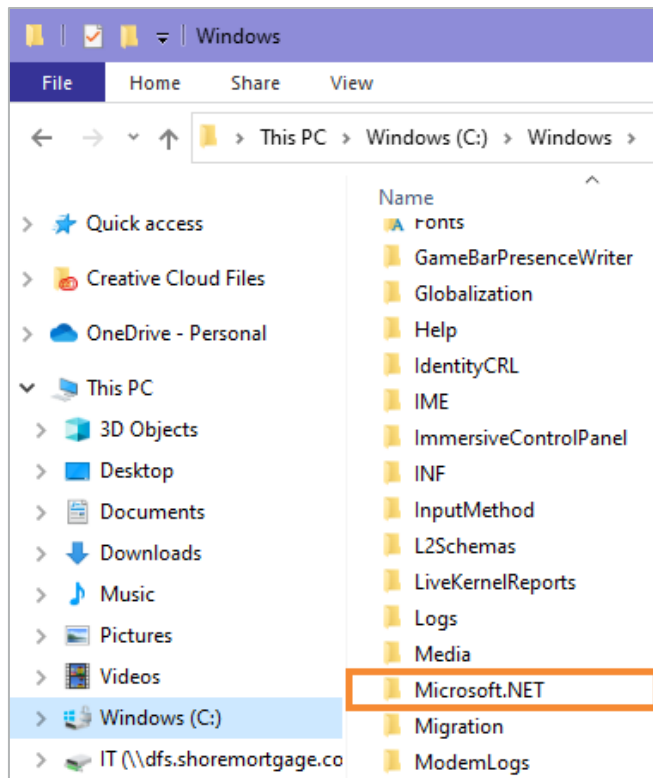 Windows
File Home Share View
This PC Windows (C:) Windows
Name
Quick access
Creative Cloud Files
OneDrive - Personal
This PC
3D Objects
Desktop
Documents
Downloads
Music
Pictures
Videos
Windows (C:)
IT (\\dfs.shoremortgage.co
Fonts
GameBarPresenceWriter
Globalization
Help
IdentityCRL
IME
ImmersiveControlPanel
INF
InputMethod
L2Schemas
LiveKernelReports
Logs
Media
Microsoft.NET
Migration
ModemLogs